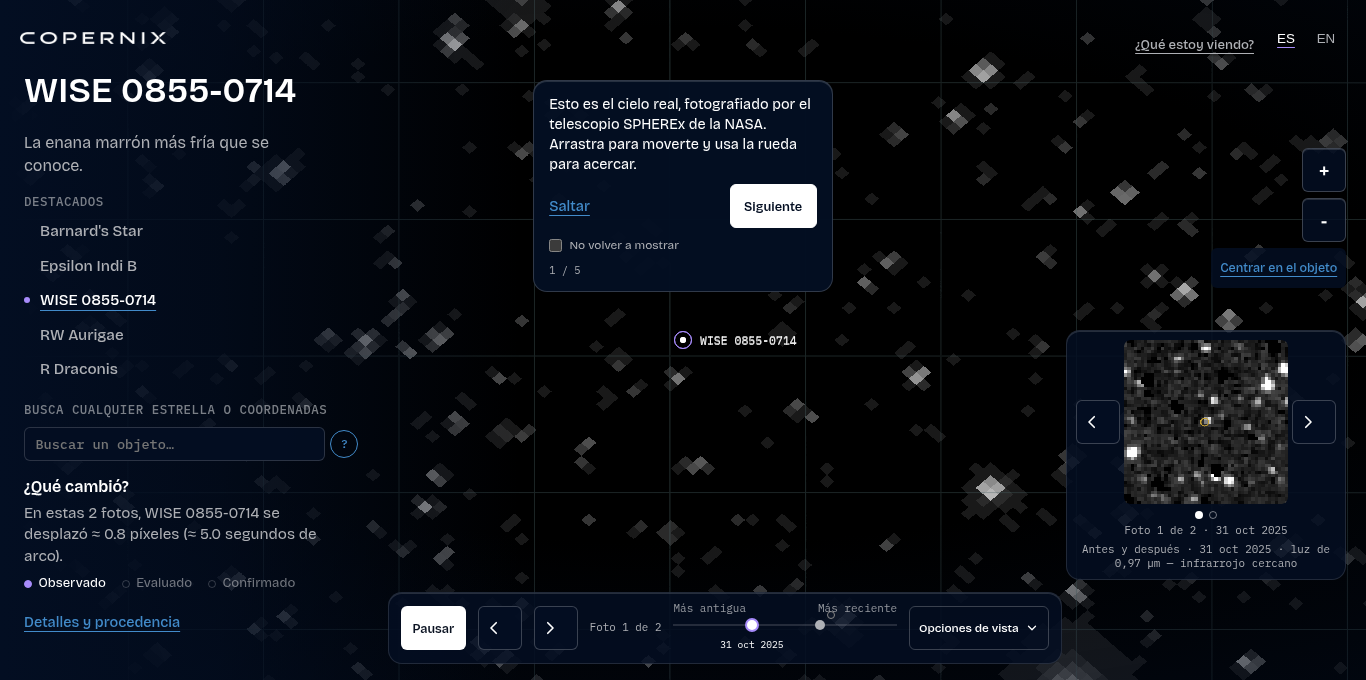 COPERNIX
¿Qué estoy viendo?
ES
EN
WISE 0855-0714
La enana marrón más fría que se
conoce.
DESTACADOS
Barnard's Star
Epsilon Indi B
WISE 0855-0714
RW Aurigae
R Draconis
BUSCA CUALQUIER ESTRELLA O COORDENADAS
Buscar un objeto…
?
¿Qué cambió?
En estas 2 fotos, WISE 0855-0714 se
desplazó ≈ 0.8 píxeles (≈ 5.0 segundos de
arco).
Observado
Evaluado
Confirmado
Detalles y procedencia
Esto es el cielo real, fotografiado por el
telescopio SPHEREx de la NASA.
Arrastra para moverte y usa la rueda
para acercar.
Saltar
Siguiente
No volver a mostrar
1 / 5
WISE 0855-0714
+
-
Centrar en el objeto
Foto 1 de 2 · 31 oct 2025
Antes y después · 31 oct 2025 · luz de
0,97 µm — infrarrojo cercano
Pausar
Foto 1 de 2
Más antigua
Más reciente
31 oct 2025
Opciones de vista